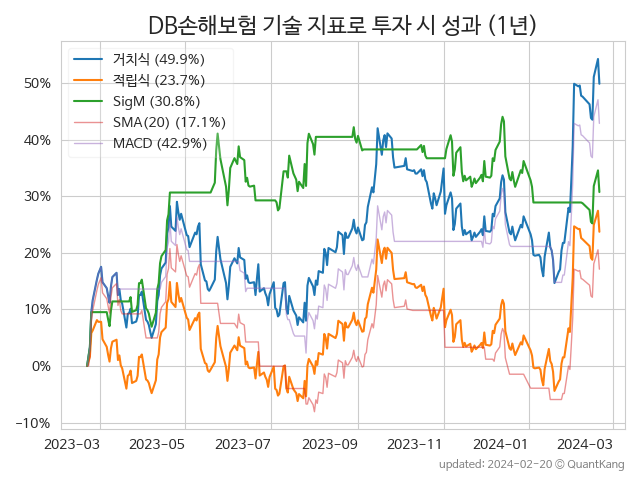 DB손해보험 기술 지표로 투자 시 성과 (1년)
거치식 (49.9%)
적립식 (23.7%)
SigM (30.8%)
SMA(20) (17.1%)
MACD (42.9%)
50%
40%
30%
20%
10%
0%
−10%
2023-03 2023-05 2023-07 2023-09 2023-11 2024-01 2024-03
updated: 2024-02-20 © QuantKang